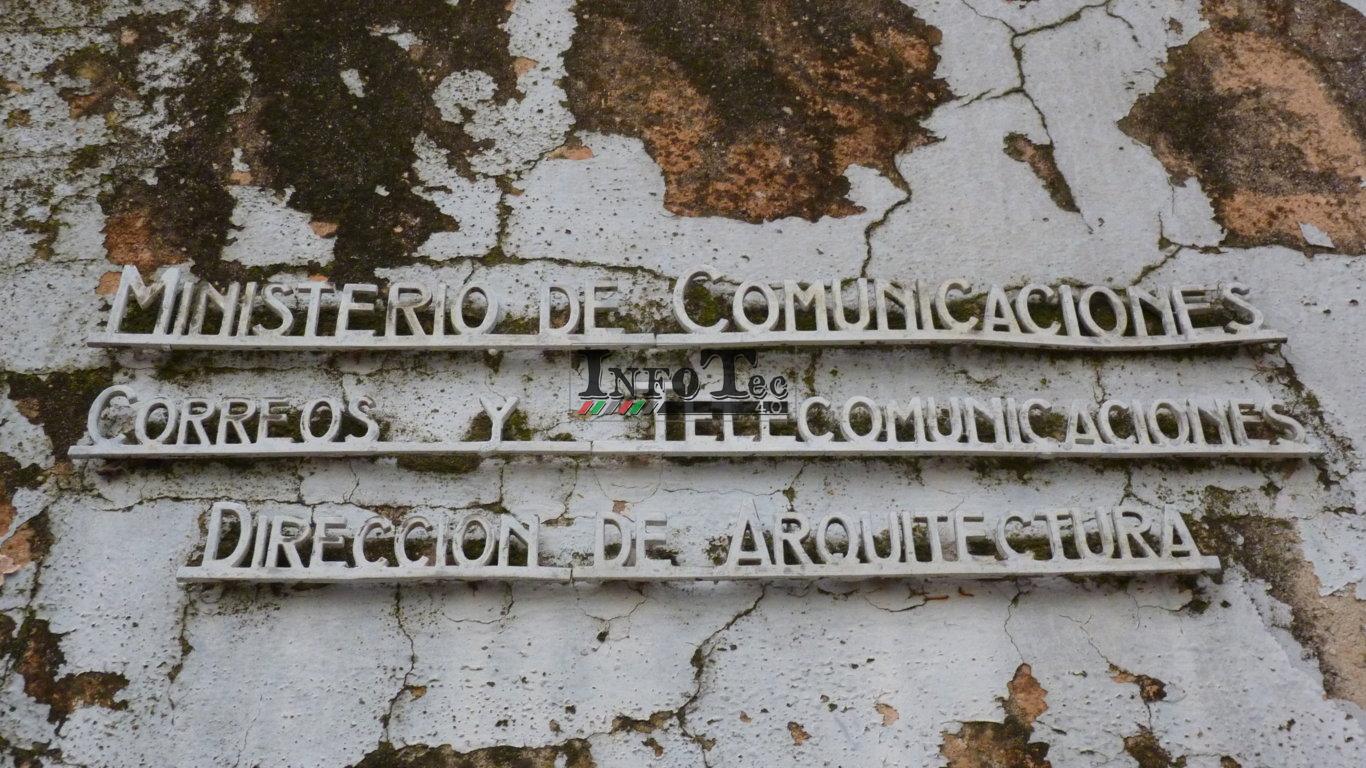 MINISTERIO DE COMUNICACIONES
INFOTEC
4.0
CORREOS Y TELECOMUNICACIONES
DIRECCION DE ARQUITECTURA